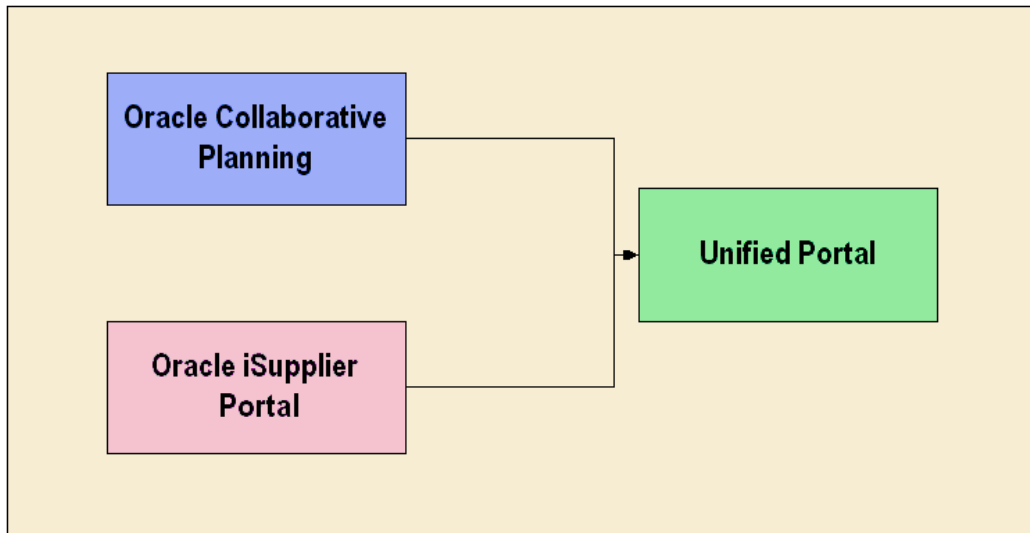 Oracle Collaborative
Planning
Unified Portal
Oracle iSupplier
Portal